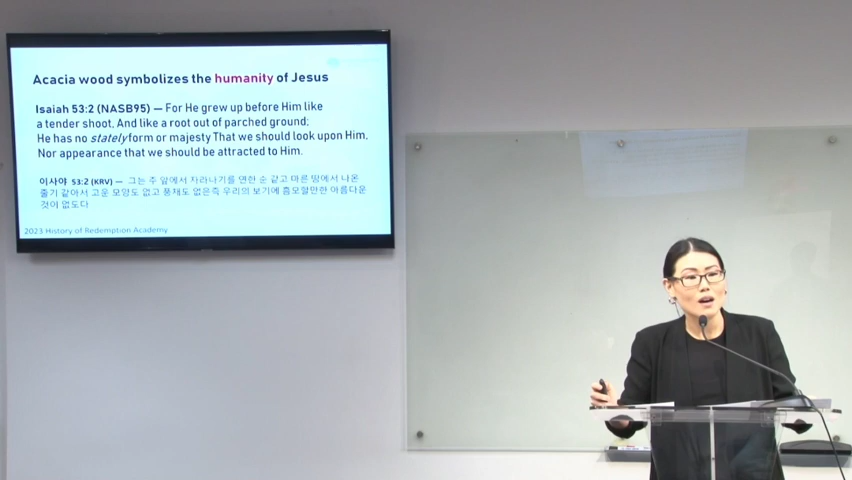 Acacia wood symbolizes the humanity of Jesus
Isaiah 53:2 (NASB95) — For He grew up before Him like
a tender shoot, And like a root out of parched ground;
He has no stately form or majesty That we should look upon Him,
Nor appearance that we should be attracted to Him.
이사야 53:2 (KRV) — 그는 주 앞에서 자라나기를 연한 순 같고 마른 땅에서 나온
줄기 같아서 고운 모양도 없고 풍채도 없은즉 우리의 보기에 흠모할만한 아름다운
것이 없도다
2023 History of Redemption Academy